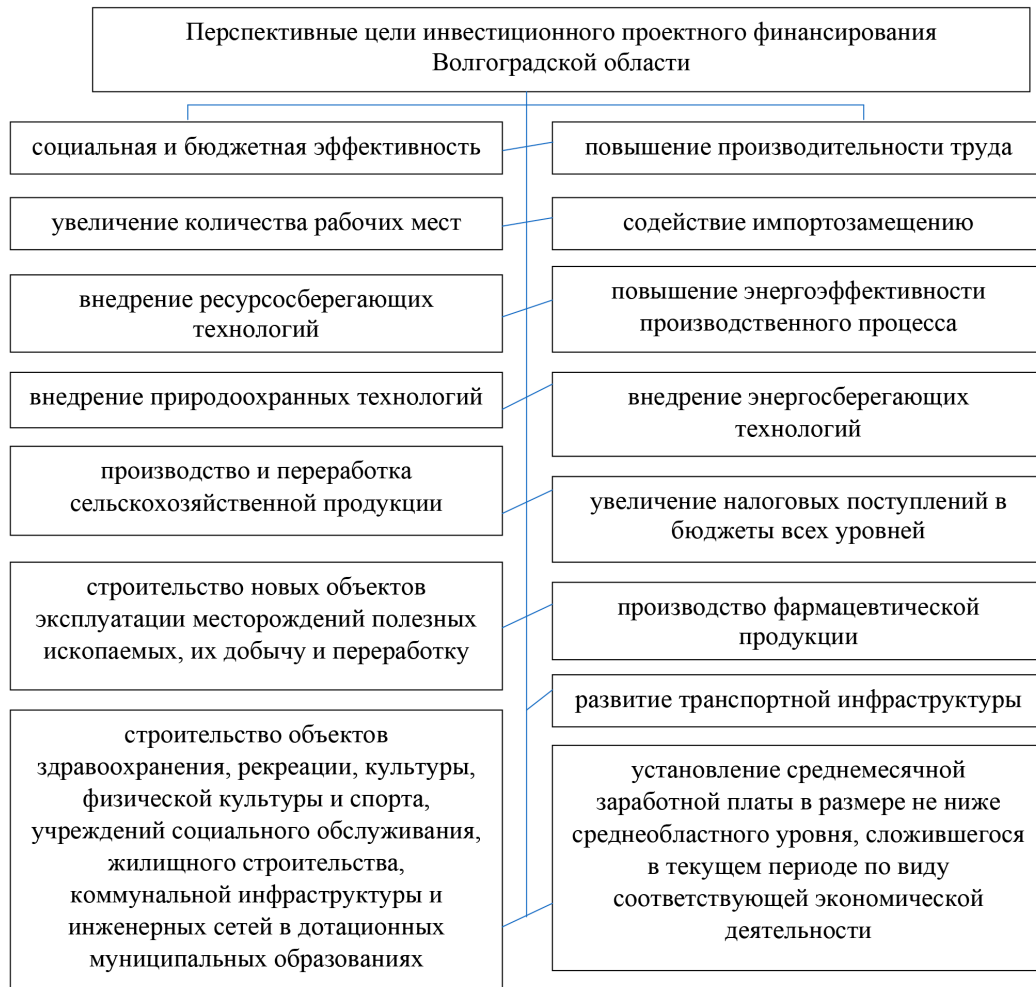 Перспективные цели инвестиционного проектного финансирования
Волгоградской области
социальная и бюджетная эффективность
повышение производительности труда
увеличение количества рабочих мест
содействие импортозамещению
внедрение ресурсосберегающих
технологий
повышение энергоэффективности
производственного процесса
внедрение природоохранных технологий
внедрение энергосберегающих
технологий
производство и переработка
сельскохозяйственной продукции
увеличение налоговых поступлений в
бюджеты всех уровней
строительство новых объектов
эксплуатации месторождений полезных
ископаемых, их добычу и переработку
производство фармацевтической
продукции
развитие транспортной инфраструктуры
строительство объектов
здравоохранения, рекреации, культуры,
физической культуры и спорта,
учреждений социального обслуживания,
жилищного строительства,
коммунальной инфраструктуры и
инженерных сетей в дотационных
муниципальных образованиях
установление среднемесячной
заработной платы в размере не ниже
среднеобластного уровня, сложившегося
в текущем периоде по виду
соответствующей экономической
деятельности